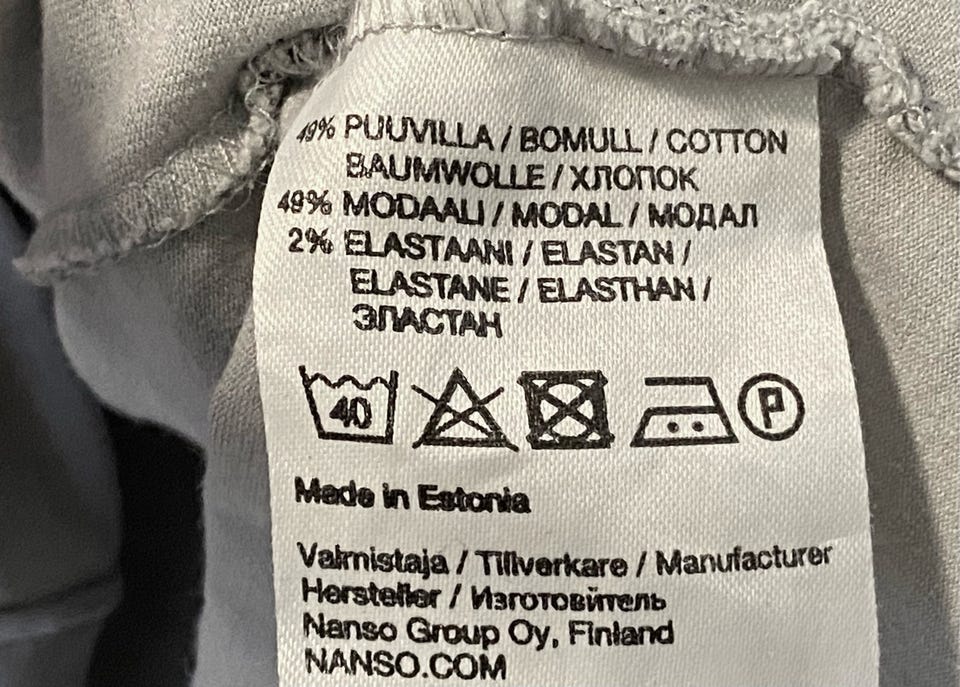 49% PUUVILLA / BOMULL / COTTON
BAUMWOLLE / ХЛОПОК
49% MODAALI / MODAL / МОДАЛ
2% ELASTAANI / ELASTAN /
ELASTANE / ELASTHAN /
ЭЛАСТАН
40 P
Made in Estonia
Valmistaja / Tillverkare / Manufacturer
Hersteller / Изготовитель
Nanso Group Oy, Finland
NANSO.COM